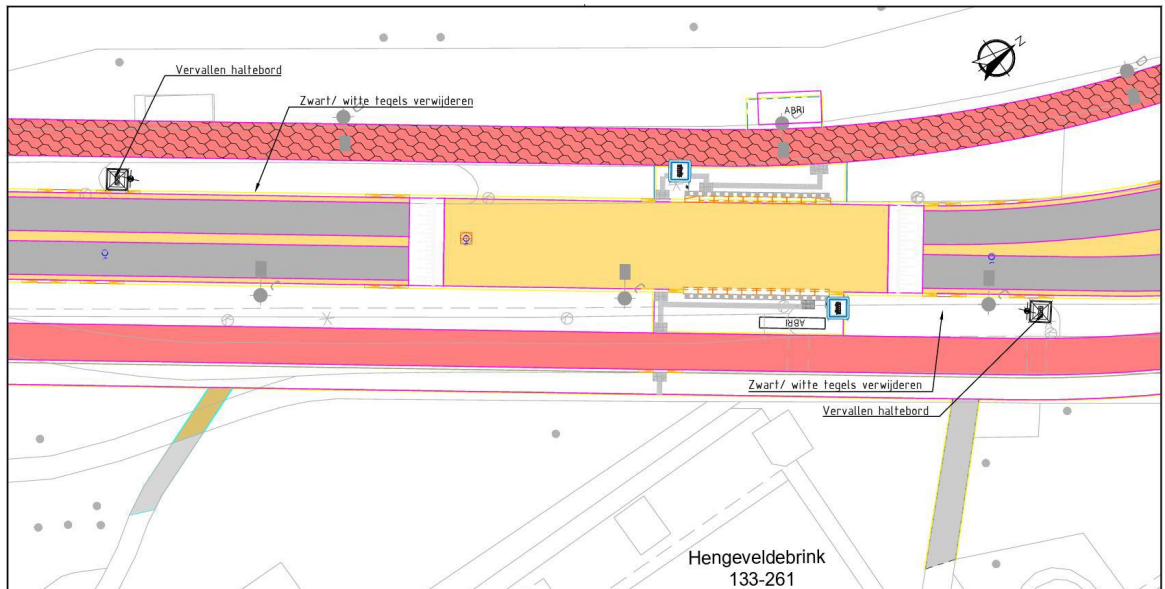 Z
Vervallen haltebord
Zwart/ witte tegels verwijderen
ABRI
ABRI
Zwart/ witte tegels verwijderen
Vervallen haltebord
Hengeveldebrink
133-261